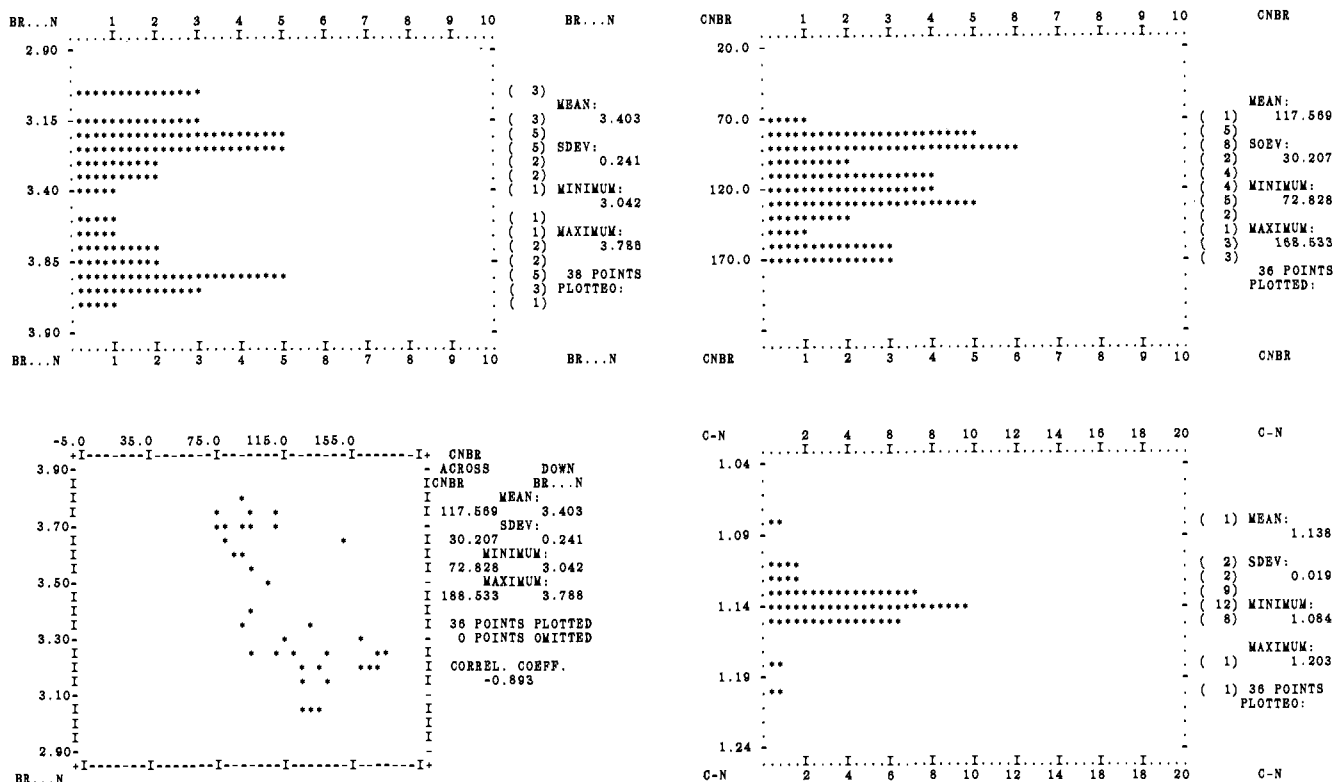 BR...N 1 2 3 4 5 6 7 8 9 10 BR...N
2.90
( 3)
MEAN:
3.15 ( 3) 3.403
( 5)
( 5) SDEV:
( 2) 0.241
( 2)
3.40 ( 1) MINIMUM:
3.042
( 1)
( 1) MAXIMUM:
( 2) 3.788
3.85 ( 2)
( 5) 38 POINTS
( 3) PLOTTEO:
( 1)
3.90
BR...N 1 2 3 4 5 6 7 8 9 10 BR...N
CNBR 1 2 3 4 5 6 7 8 9 10 CNBR
20.0
MEAN:
70.0 ( 1) 117.569
( 5)
( 8) SOEV:
( 2) 30.207
( 4)
120.0 ( 4) MINIMUM:
( 5) 72.828
( 2)
( 1) MAXIMUM:
( 3) 168.533
170.0 ( 3)
36 POINTS
PLOTTED:
CNBR 1 2 3 4 5 6 7 8 9 10 CNBR
-5.0 35.0 75.0 115.0 155.0
CNBR
3.90 ACROSS DOWN
CNBR BR...N
MEAN:
117.569 3.403
3.70 SDEV:
30.207 0.241
MINIMUM:
72.828 3.042
3.50 MAXIMUM:
188.533 3.788
36 POINTS PLOTTED
3.30 0 POINTS OMITTED
CORREL. COEFF.
-0.893
3.10
2.90
BR...N
C-N 2 4 6 8 10 12 14 16 18 20 C-N
1.04
( 1) MEAN:
1.09 1.138
( 2) SDEV:
( 2) 0.019
( 9)
1.14 ( 12) MINIMUM:
( 8) 1.084
MAXIMUM:
( 1) 1.203
1.19
( 1) 36 POINTS
PLOTTEO:
1.24
C-N 2 4 6 8 10 12 14 16 18 20 C-N